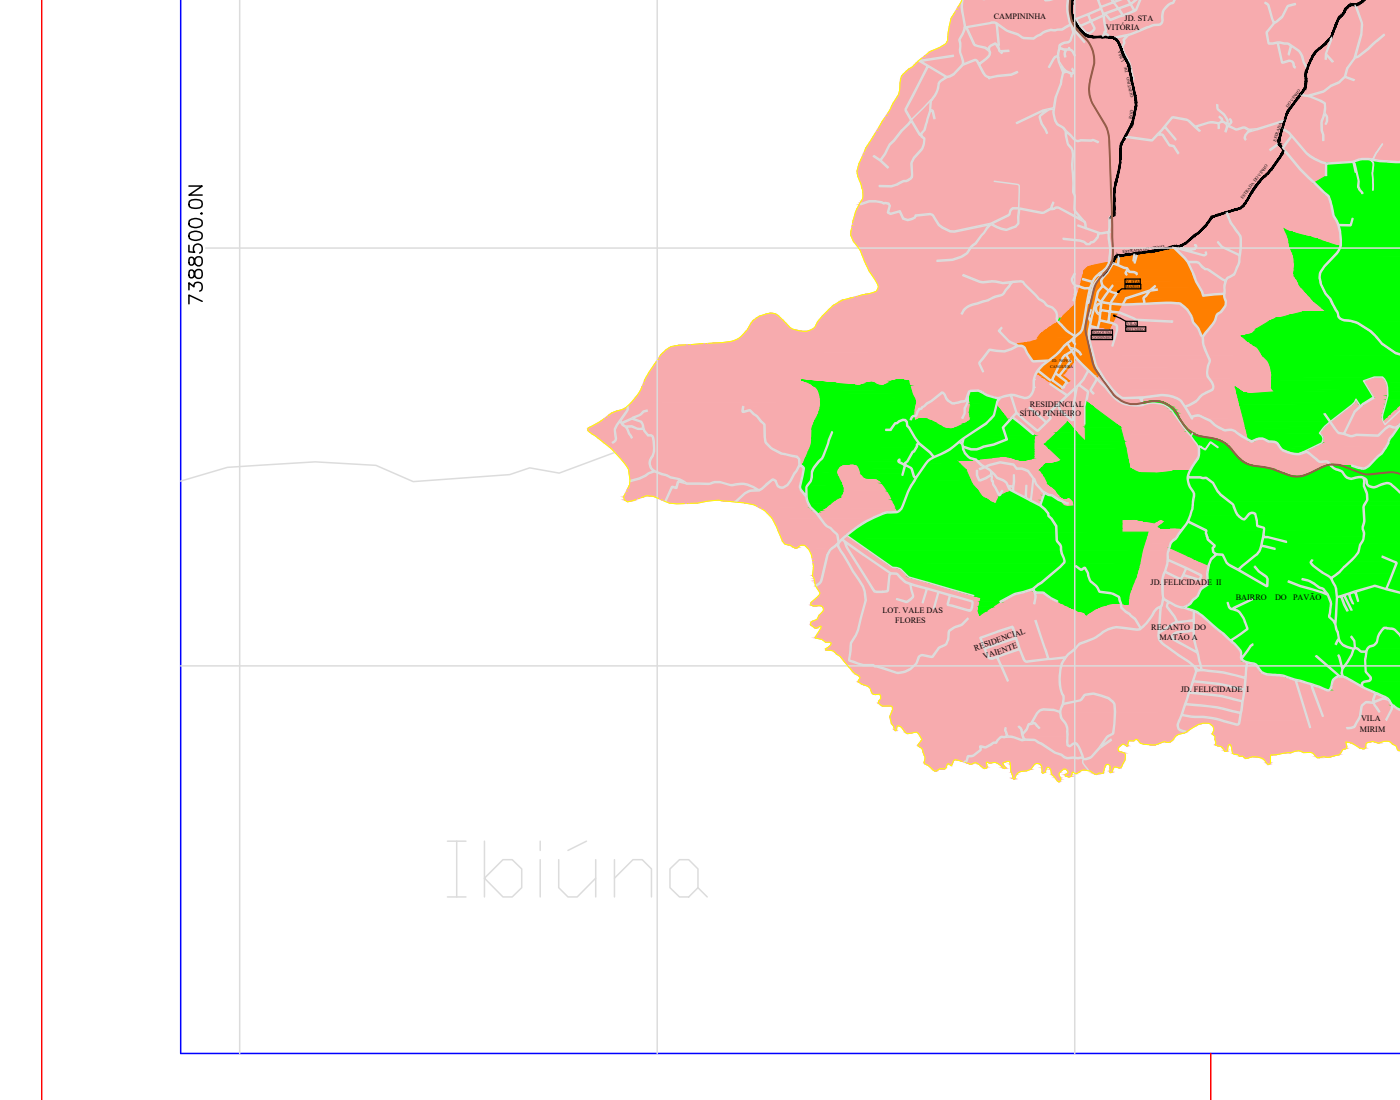 CAMPININHA
JD. STA
VITÓRIA
7388500.0N
RESIDENCIAL
SÍTIO PINHEIRO
JD. FELICIDADE II
BAIRRO DO PAVÃO
LOT. VALE DAS
FLORES
RECANTO DO
MATÃO A
RESIDENCIAL
VAIENTE
JD. FELICIDADE I
VILA
MIRIM
Ibiúna